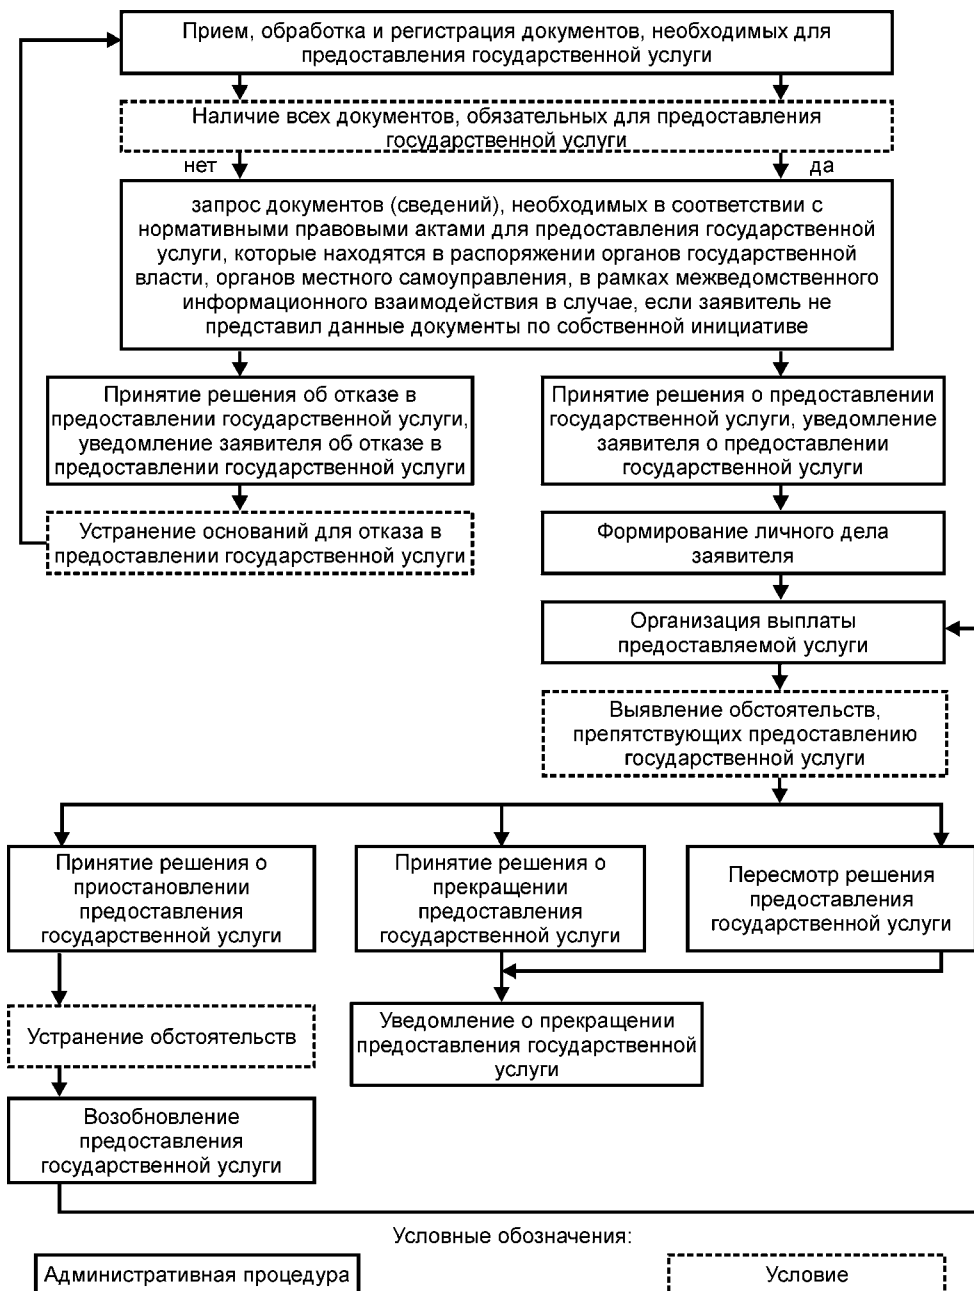 Прием, обработка и регистрация документов, необходимых для
предоставления государственной услуги
Наличие всех документов, обязательных для предоставления
государственной услуги
нет
да
запрос документов (сведений), необходимых в соответствии с
нормативными правовыми актами для предоставления государственной
услуги, которые находятся в распоряжении органов государственной
власти, органов местного самоуправления, в рамках межведомственного
информационного взаимодействия в случае, если заявитель не
представил данные документы по собственной инициативе
Принятие решения об отказе в
предоставлении государственной услуги,
уведомление заявителя об отказе в
предоставлении государственной услуги
Принятие решения о предоставлении
государственной услуги, уведомление
заявителя о предоставлении
государственной услуги
Устранение оснований для отказа в
предоставлении государственной услуги
Формирование личного дела
заявителя
Организация выплаты
предоставляемой услуги
Выявление обстоятельств,
препятствующих предоставлению
государственной услуги
Принятие решения о
приостановлении
предоставления
государственной услуги
Принятие решения о
прекращении
предоставления
государственной услуги
Пересмотр решения
предоставления
государственной услуги
Устранение обстоятельств
Уведомление о прекращении
предоставления государственной
услуги
Возобновление
предоставления
государственной услуги
Условные обозначения:
Административная процедура
Условие